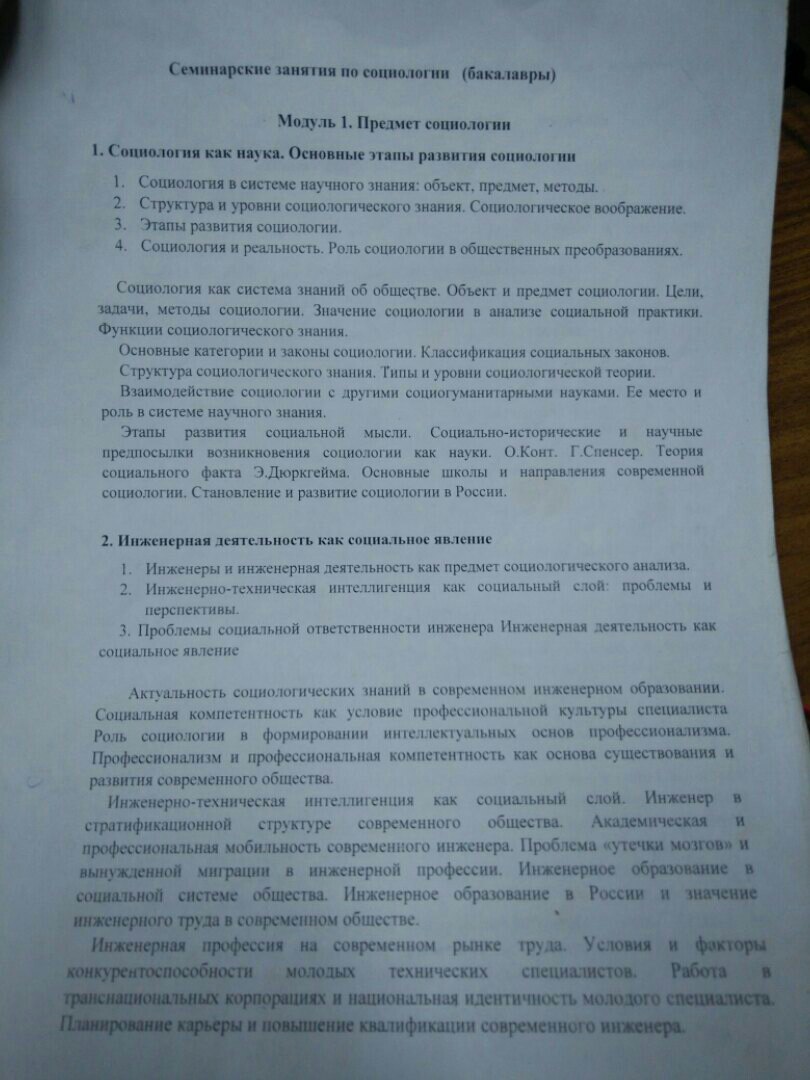 Семинарские занятия по социологии (бакалавры)
Модуль 1. Предмет социологии
1. Социология как наука. Основные этапы развития социологии
1. Социология в системе научного знания: объект, предмет, методы.
2. Структура и уровни социологического знания. Социологическое воображение.
3. Этапы развития социологии.
4. Социология и реальность. Роль социологии в общественных преобразованиях.
Социология как система знаний об обществе. Объект и предмет социологии. Цели,
задачи, методы социологии. Значение социологии в анализе социальной практики.
Функции социологического знания.
Основные категории и законы социологии. Классификация социальных законов.
Структура социологического знания. Типы и уровни социологической теории.
Взаимодействие социологии с другими социогуманитарными науками. Ее место и
роль в системе научного знания.
Этапы развития социальной мысли. Социально-исторические и научные
предпосылки возникновения социологии как науки. О.Конт. Г.Спенсер. Теория
социального факта Э.Дюркгейма. Основные школы и направления современной
социологии. Становление и развитие социологии в России.
2. Инженерная деятельность как социальное явление
1. Инженеры и инженерная деятельность как предмет социологического анализа.
2. Инженерно-техническая интеллигенция как социальный слой: проблемы и
перспективы.
3. Проблемы социальной ответственности инженера Инженерная деятельность как
социальное явление
Актуальность социологических знаний в современном инженерном образовании.
Социальная компетентность как условие профессиональной культуры специалиста
Роль социологии в формировании интеллектуальных основ профессионализма.
Профессионализм и профессиональная компетентность как основа существования и
развития современного общества.
Инженерно-техническая интеллигенция как социальный слой. Инженер в
стратификационной структуре современного общества. Академическая и
профессиональная мобильность современного инженера. Проблема «утечки мозгов» и
вынужденной миграции в инженерной профессии. Инженерное образование в
социальной системе общества. Инженерное образование в России и значение
инженерного труда в современном обществе.
Инженерная профессия на современном рынке труда. Условия и факторы
конкурентоспособности молодых технических специалистов. Работа в
транснациональных корпорациях и национальная идентичность молодого специалиста.
Планирование карьеры и повышение квалификации современного инженера.